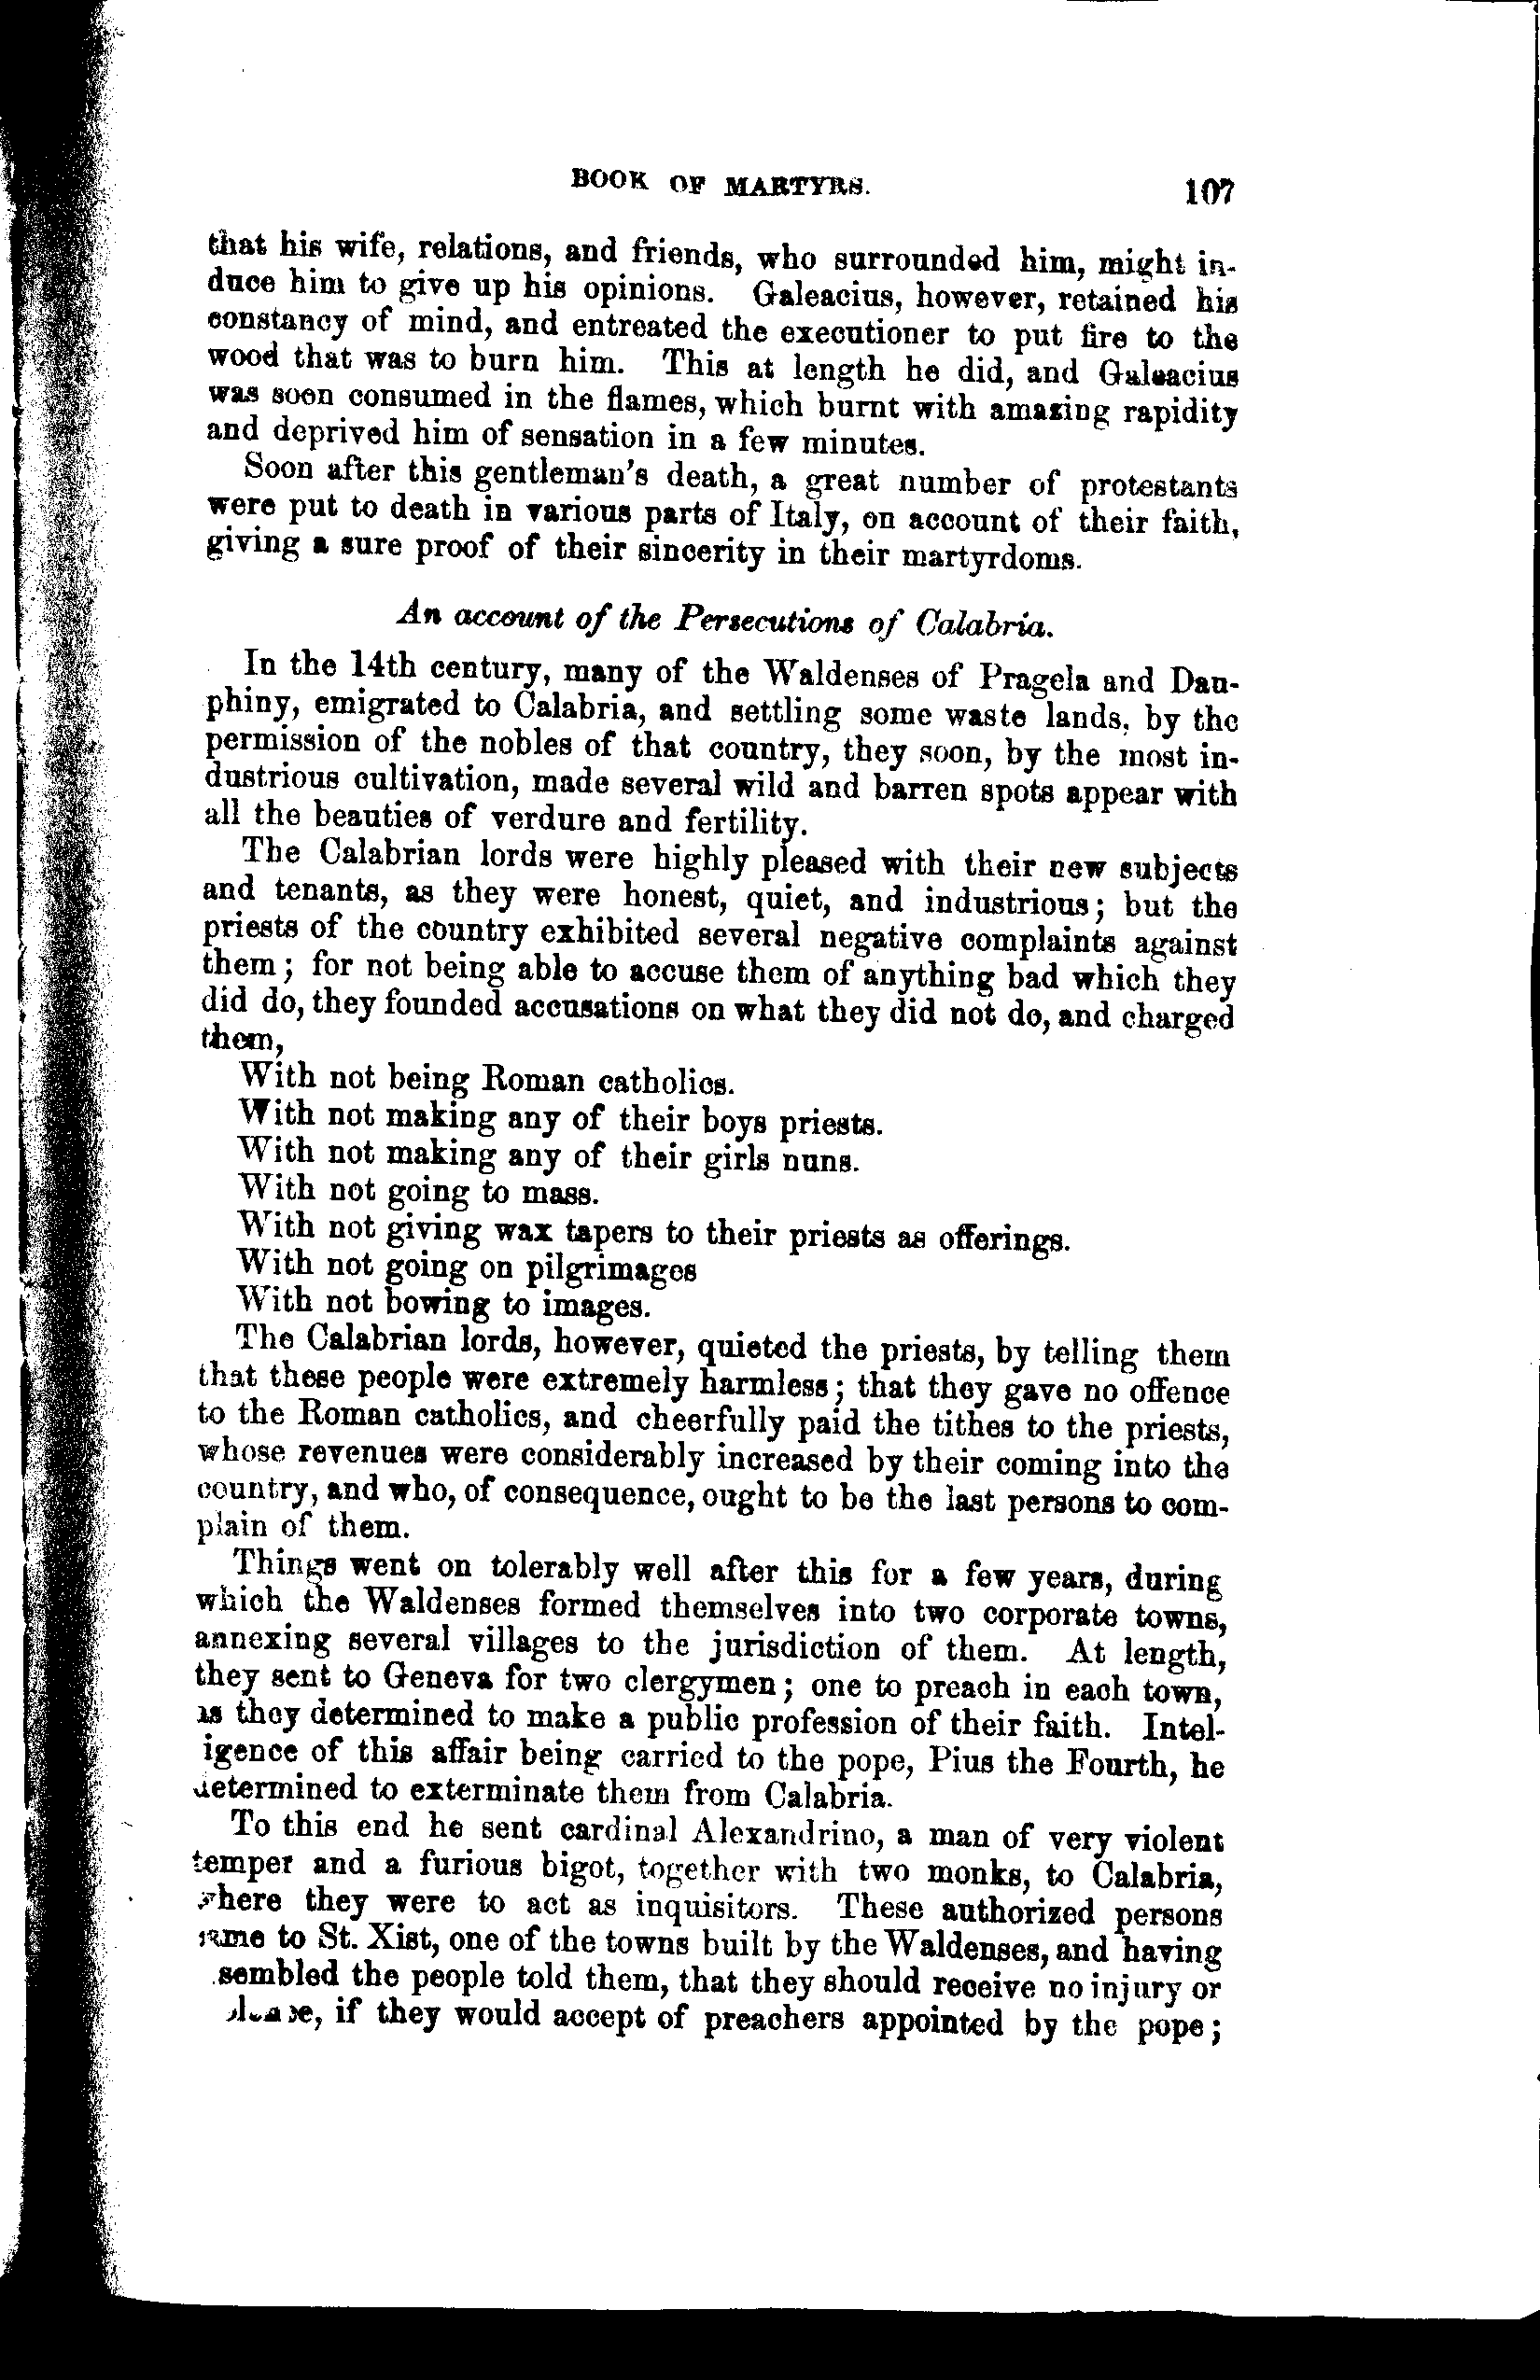 BOOK OF MARTYRS. 107
that his wife, relations, and friends, who surrounded him, might in-
duce him to give up his opinions. Galeacius, however, retained his
constancy of mind, and entreated the executioner to put fire to the
wood that was to burn him. This at length he did, and Galeacius
was soon consumed in the flames, which burnt with amazing rapidity
and deprived him of sensation in a few minutes.
Soon after this gentleman's death, a great number of protestants
were put to death in various parts of Italy, on account of their faith,
giving a sure proof of their sincerity in their martyrdoms.
An account of the Persecutions of Calabria.
In the 14th century, many of the Waldenses of Pragela and Dau-
phiny, emigrated to Calabria, and settling some waste lands, by the
permission of the nobles of that country, they soon, by the most in-
dustrious cultivation, made several wild and barren spots appear with
all the beauties of verdure and fertility.
The Calabrian lords were highly pleased with their new subjects
and tenants, as they were honest, quiet, and industrious; but the
priests of the country exhibited several negative complaints against
them; for not being able to accuse them of anything bad which they
did do, they founded accusations on what they did not do, and charged
them,
With not being Roman catholics.
With not making any of their boys priests.
With not making any of their girls nuns.
With not going to mass.
With not giving wax tapers to their priests as offerings.
With not going on pilgrimages
With not bowing to images.
The Calabrian lords, however, quieted the priests, by telling them
that these people were extremely harmless; that they gave no offence
to the Roman catholics, and cheerfully paid the tithes to the priests,
whose revenues were considerably increased by their coming into the
country, and who, of consequence, ought to be the last persons to com-
plain of them.
Things went on tolerably well after this for a few years, during
which the Waldenses formed themselves into two corporate towns,
annexing several villages to the jurisdiction of them. At length,
they sent to Geneva for two clergymen; one to preach in each town,
as they determined to make a public profession of their faith. Intel-
igence of this affair being carried to the pope, Pius the Fourth, he
determined to exterminate them from Calabria.
To this end he sent cardinal Alexandrino, a man of very violent
temper and a furious bigot, together with two monks, to Calabria,
where they were to act as inquisitors. These authorized persons
came to St. Xist, one of the towns built by the Waldenses, and having
sembled the people told them, that they should receive no injury or
if they would accept of preachers appointed by the pope;